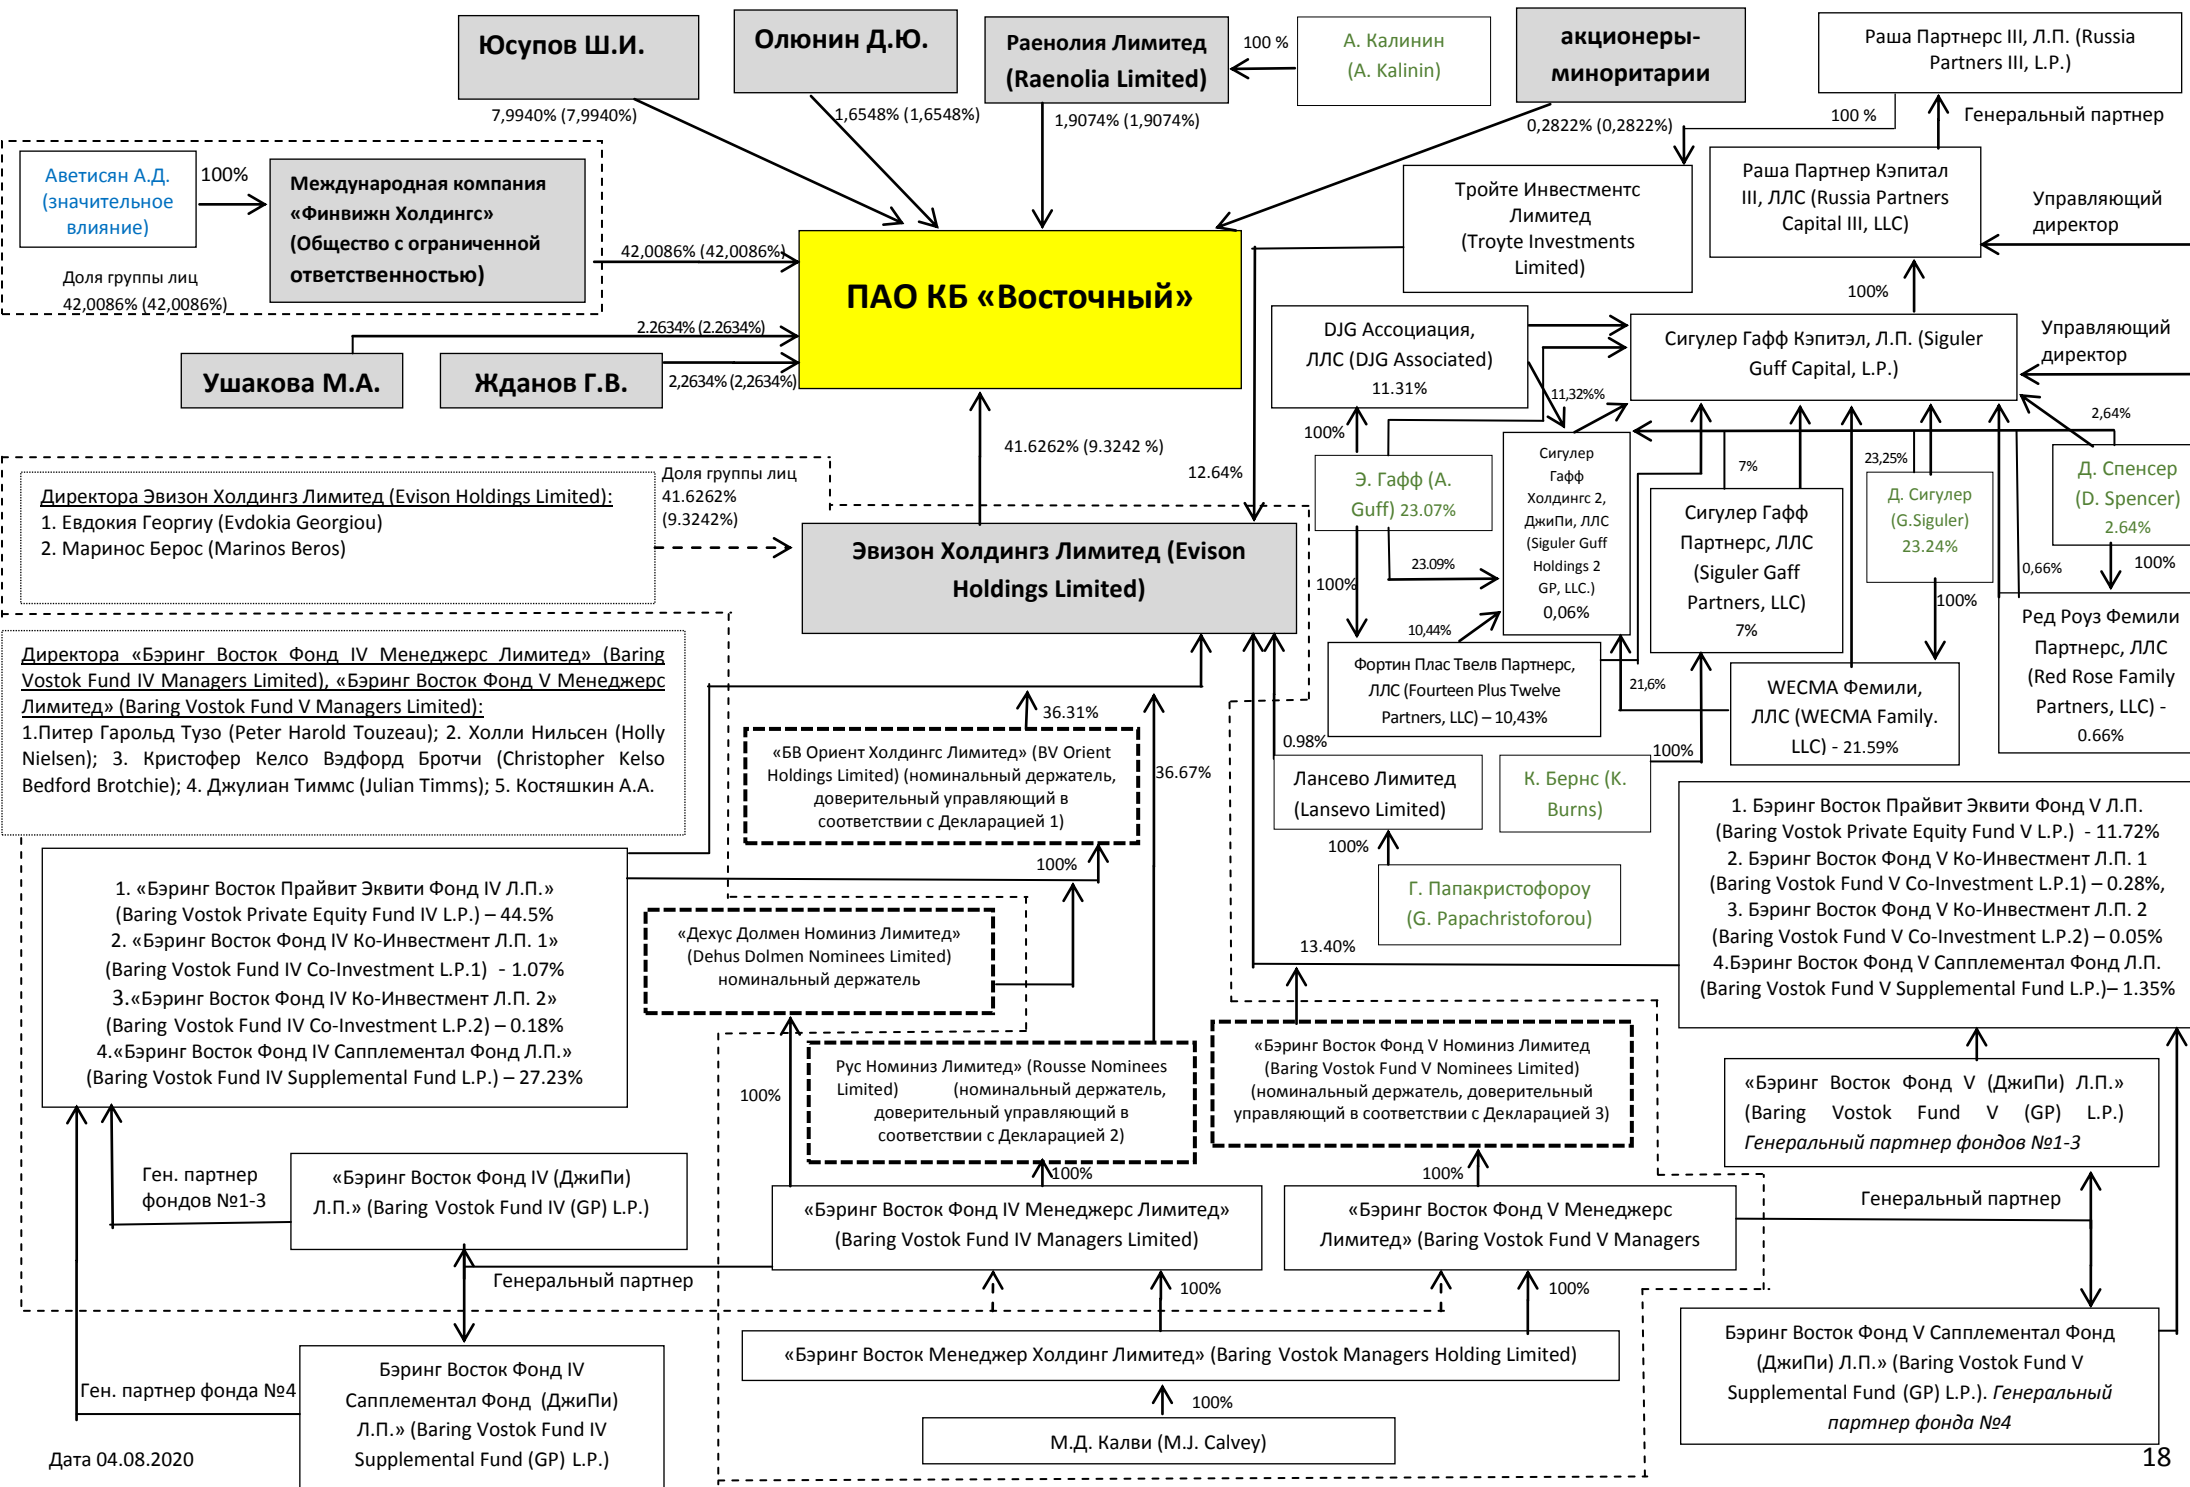 Юсупов Ш.И.
Олюнин Д.Ю.
Раенолия Лимитед
(Raenolia Limited)
100 %
А. Калинин
(A. Kalinin)
акционеры-
миноритарии
Раша Партнерс III, Л.П. (Russia
Partners III, L.P.)
7,9940% (7,9940%)
1,6548% (1,6548%)
1,9074% (1,9074%)
0,2822% (0,2822%)
100 %
Генеральный партнер
Аветисян А.Д.
(значительное
влияние)
100%
Международная компания
«Финвижн Холдингс»
(Общество с ограниченной
ответственностью)
Доля группы лиц
42,0086% (42,0086%)
42,0086% (42,0086%)
ПАО КБ «Восточный»
Тройте Инвестментс
Лимитед
(Troyte Investments
Limited)
Раша Партнер Кэпитал
III, ЛЛС (Russia Partners
Capital III, LLC)
Управляющий
директор
100%
2.2634% (2.2634%)
Ушакова М.А.
Жданов Г.В.
2,2634% (2,2634%)
DJG Ассоциация,
ЛЛС (DJG Associated)
11.31%
Сигулер Гафф Кэпитэл, Л.П. (Siguler
Guff Capital, L.P.)
Управляющий
директор
41.6262% (9.3242 %)
12.64%
100%
11,32%%
2,64%
Директора Эвизон Холдингз Лимитед (Evison Holdings Limited):
1. Евдокия Георгиу (Evdokia Georgiou)
2. Маринос Берос (Marinos Beros)
Доля группы лиц
41.6262%
(9.3242%)
Эвизон Холдингз Лимитед (Evison
Holdings Limited)
Э. Гафф (A.
Guff) 23.07%
Сигулер
Гафф
Холдингс 2,
ДжиПи, ЛЛС
(Siguler Guff
Holdings 2
GP, LLC.)
0,06%
7%
Сигулер Гафф
Партнерс, ЛЛС
(Siguler Gaff
Partners, LLC)
7%
23,25%
Д. Сигулер
(G.Siguler)
23.24%
Д. Спенсер
(D. Spencer)
2.64%
100%
23.09%
0,66%
100%
100%
10,44%
Фортин Плас Твелв Партнерс,
ЛЛС (Fourteen Plus Twelve
Partners, LLC) – 10,43%
21,6%
WECMA Фемили,
ЛЛС (WECMA Family.
LLC) - 21.59%
Ред Роуз Фемили
Партнерс, ЛЛС
(Red Rose Family
Partners, LLC) -
0.66%
Директора «Бэринг Восток Фонд IV Менеджерс Лимитед» (Baring
Vostok Fund IV Managers Limited), «Бэринг Восток Фонд V Менеджерс
Лимитед» (Baring Vostok Fund V Managers Limited):
1.Питер Гарольд Тузо (Peter Harold Touzeau); 2. Холли Нильсен (Holly
Nielsen); 3. Кристофер Келсо Вэдфорд Бротчи (Christopher Kelso
Bedford Brotchie); 4. Джулиан Тиммс (Julian Timms); 5. Костяшкин А.А.
36.31%
«БВ Ориент Холдингс Лимитед» (BV Orient
Holdings Limited) (номинальный держатель,
доверительный управляющий в
соответствии с Декларацией 1)
36.67%
0.98%
Лансево Лимитед
(Lansevo Limited)
100%
К. Бернс (K.
Burns)
100%
100%
Г. Папакристофороу
(G. Papachristoforou)
1. Бэринг Восток Прайвит Эквити Фонд V Л.П.
(Baring Vostok Private Equity Fund V L.P.) - 11.72%
2. Бэринг Восток Фонд V Ко-Инвестмент Л.П. 1
(Baring Vostok Fund V Co-Investment L.P.1) – 0.28%,
3. Бэринг Восток Фонд V Ко-Инвестмент Л.П. 2
(Baring Vostok Fund V Co-Investment L.P.2) – 0.05%
4.Бэринг Восток Фонд V Сапплементал Фонд Л.П.
(Baring Vostok Fund V Supplemental Fund L.P.)– 1.35%
1. «Бэринг Восток Прайвит Эквити Фонд IV Л.П.»
(Baring Vostok Private Equity Fund IV L.P.) – 44.5%
2. «Бэринг Восток Фонд IV Ко-Инвестмент Л.П. 1»
(Baring Vostok Fund IV Co-Investment L.P.1) - 1.07%
3.«Бэринг Восток Фонд IV Ко-Инвестмент Л.П. 2»
(Baring Vostok Fund IV Co-Investment L.P.2) – 0.18%
4.«Бэринг Восток Фонд IV Сапплементал Фонд Л.П.»
(Baring Vostok Fund IV Supplemental Fund L.P.) – 27.23%
«Дехус Долмен Номиниз Лимитед»
(Dehus Dolmen Nominees Limited)
номинальный держатель
13.40%
100%
Рус Номиниз Лимитед» (Rousse Nominees
Limited) (номинальный держатель,
доверительный управляющий в
соответствии с Декларацией 2)
«Бэринг Восток Фонд V Номиниз Лимитед
(Baring Vostok Fund V Nominees Limited)
(номинальный держатель, доверительный
управляющий в соответствии с Декларацией 3)
«Бэринг Восток Фонд V (ДжиПи) Л.П.»
(Baring Vostok Fund V (GP) L.P.)
Генеральный партнер фондов №1-3
Ген. партнер
фондов №1-3
«Бэринг Восток Фонд IV (ДжиПи)
Л.П.» (Baring Vostok Fund IV (GP) L.P.)
100%
«Бэринг Восток Фонд IV Менеджерс Лимитед»
(Baring Vostok Fund IV Managers Limited)
100%
«Бэринг Восток Фонд V Менеджерс
Лимитед» (Baring Vostok Fund V Managers
Генеральный партнер
Генеральный партнер
100%
100%
«Бэринг Восток Менеджер Холдинг Лимитед» (Baring Vostok Managers Holding Limited)
100%
М.Д. Калви (M.J. Calvey)
Ген. партнер фонда №4
Бэринг Восток Фонд IV
Сапплементал Фонд (ДжиПи)
Л.П.» (Baring Vostok Fund IV
Supplemental Fund (GP) L.P.)
Бэринг Восток Фонд V Сапплементал Фонд
(ДжиПи) Л.П.» (Baring Vostok Fund V
Supplemental Fund (GP) L.P.). Генеральный
партнер фонда №4
Дата 04.08.2020
18